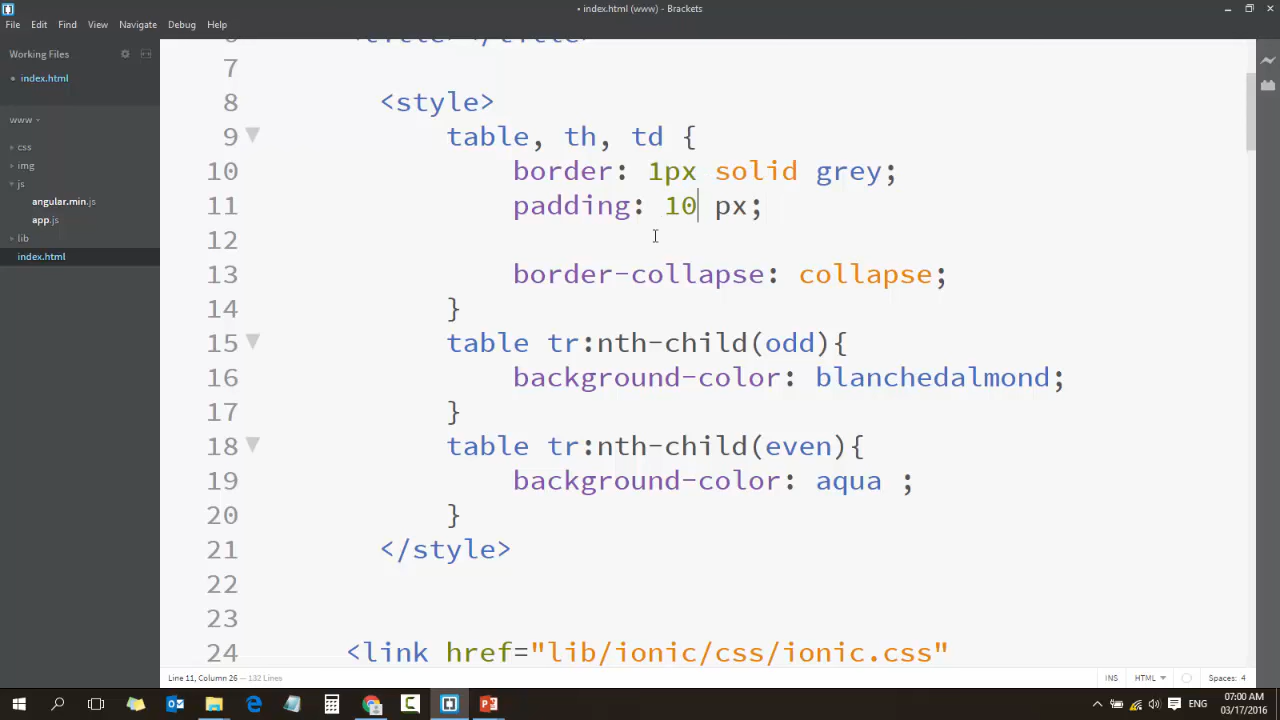 • index.html (www) - Brackets
File Edit Find View Navigate Debug Help
Working Files
• index.html
www
css
img
js
angular.min.js
app.js
lib
index.html
7
8 <style>
9 table, th, td {
10 border: 1px solid grey;
11 padding: 10 px;
12
13 border-collapse: collapse;
14 }
15 table tr:nth-child(odd){
16 background-color: blanchedalmond;
17 }
18 table tr:nth-child(even){
19 background-color: aqua ;
20 }
21 </style>
22
23
24 <link href="lib/ionic/css/ionic.css"
Line 11, Column 26 — 132 Lines
INS HTML Spaces: 4
ENG
07:00 AM
03/17/2016